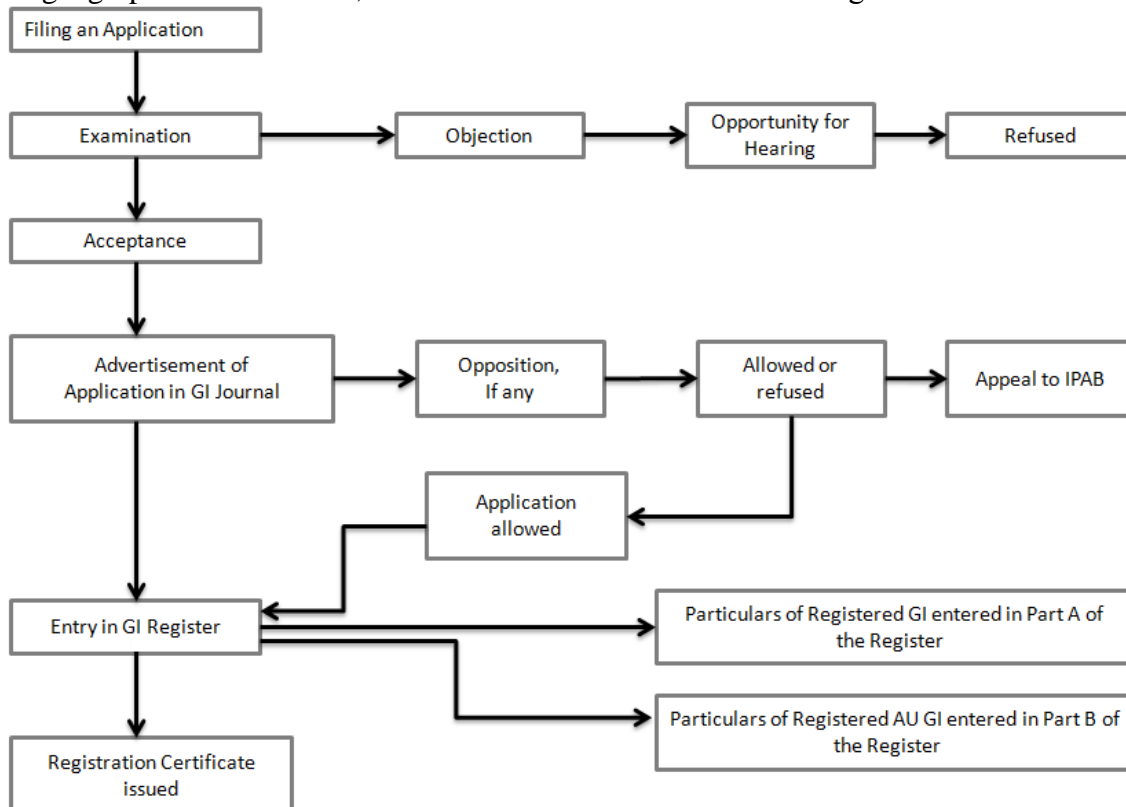 Filing an Application
Examination
Objection
Opportunity for
Hearing
Refused
Acceptance
Advertisement of
Application in GI Journal
Opposition,
If any
Allowed or
refused
Appeal to IPAB
Application
allowed
Entry in GI Register
Particulars of Registered GI entered in Part A of
the Register
Particulars of Registered AU GI entered in Part B of
the Register
Registration Certificate
issued